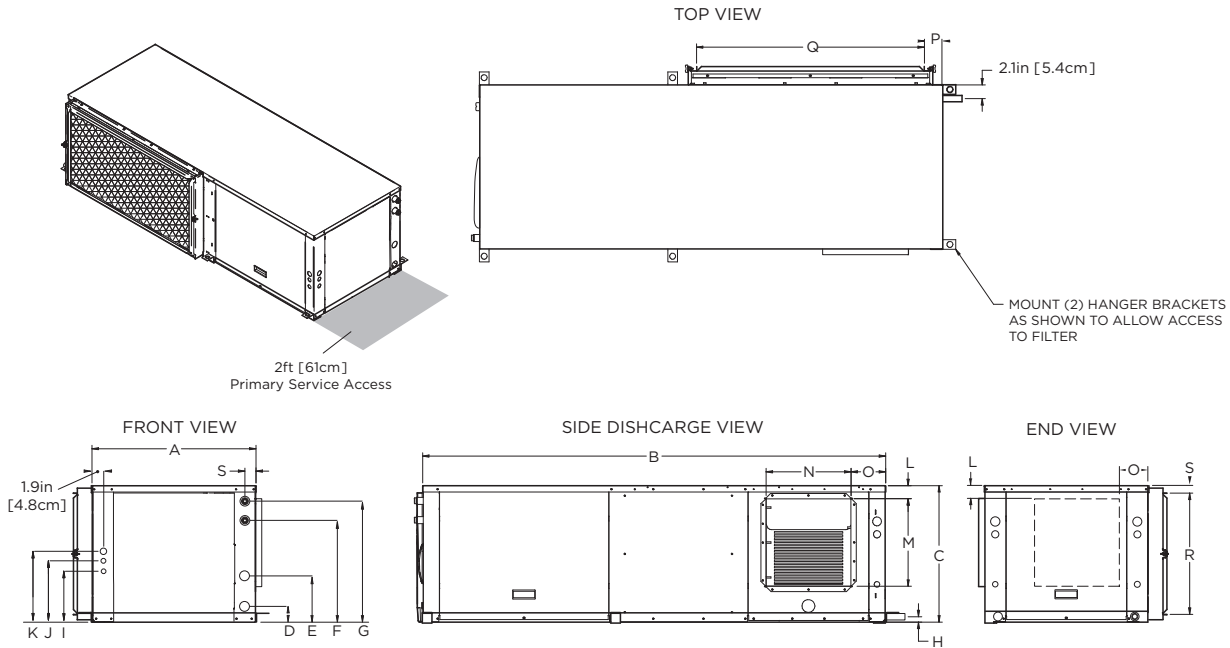 TOP VIEW
Q
P
2.1in [5.4cm]
MOUNT (2) HANGER BRACKETS
AS SHOWN TO ALLOW ACCESS
TO FILTER
2ft [61cm]
Primary Service Access
FRONT VIEW
A
S
1.9in
[4.8cm]
K
J
I
D
E
F
G
SIDE DISHCARGE VIEW
B
N
O
L
M
C
H
END VIEW
L
O
S
R